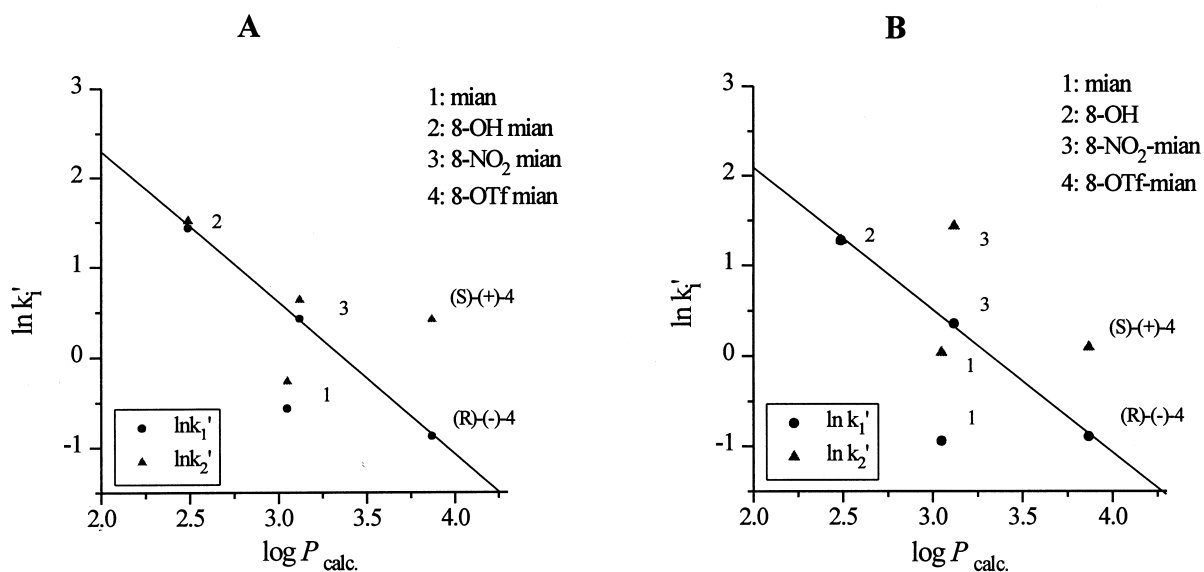 A
3
2
1
0
-1
ln kᵢ'
2.0
2.5
3.0
3.5
4.0
log P calc.
1: mian
2: 8-OH mian
3: 8-NO₂ mian
4: 8-OTf mian
2
3
1
(S)-(+)-4
(R)-(-)-4
lnk₁'
lnk₂'
B
3
2
1
0
-1
ln kᵢ'
2.0
2.5
3.0
3.5
4.0
log P calc.
1: mian
2: 8-OH
3: 8-NO₂-mian
4: 8-OTf-mian
2
3
3
1
1
(S)-(+)-4
(R)-(-)-4
ln k₁'
ln k₂'